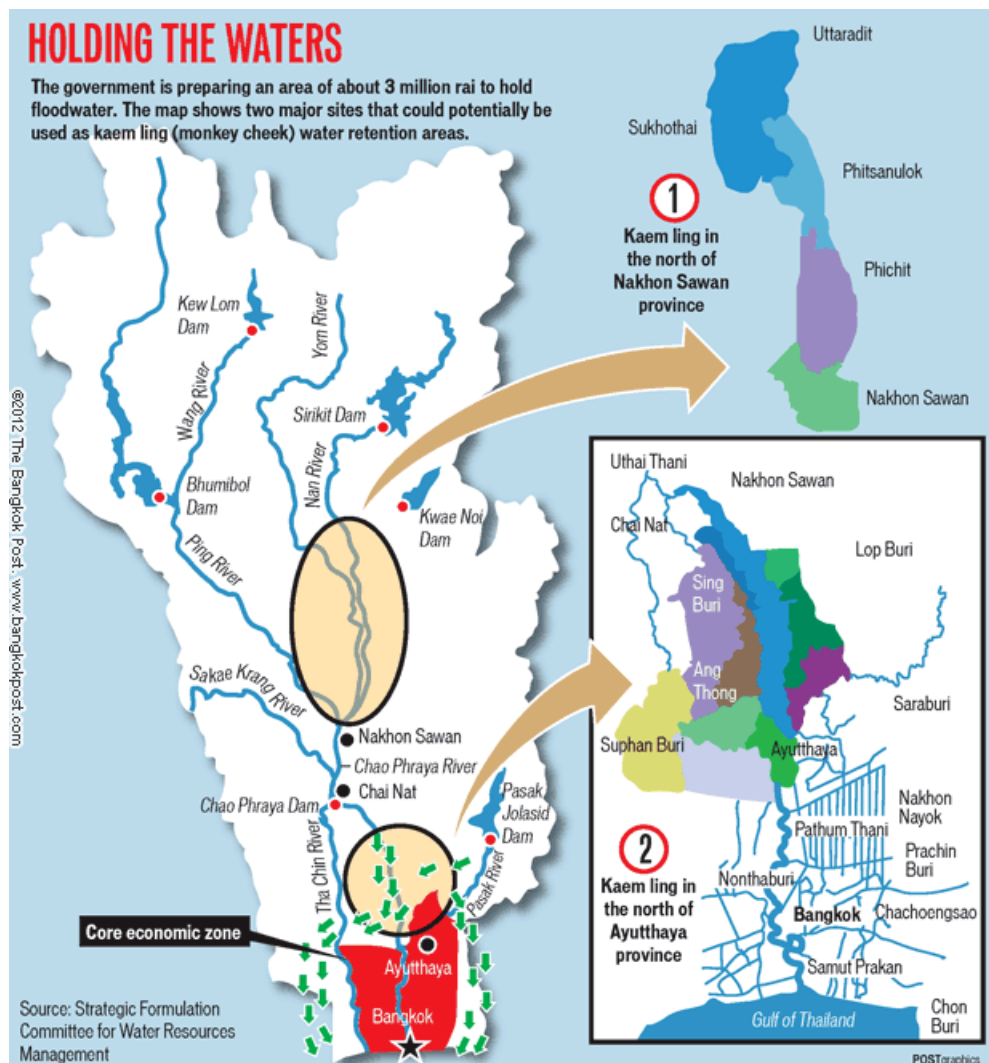 HOLDING THE WATERS
The government is preparing an area of about 3 million rai to hold
floodwater. The map shows two major sites that could potentially be
used as kaem ling (monkey cheek) water retention areas.
Uttaradit
Sukhothai
Phitsanulok
1
Kaem ling in
the north of
Nakhon Sawan
province
Phichit
Nakhon Sawan
Kew Lom
Dam
Yom River
Wang River
Sirikit Dam
Nan River
Bhumibol
Dam
Kwae Noi
Dam
Ping River
Sakae Krang
River
Nakhon Sawan
Chao Phraya River
Chai Nat
Chao Phraya Dam
Pasak
Jolasid
Dam
Tha Chin River
Pasak River
Core economic zone
Ayutthaya
Bangkok
Uthai Thani
Nakhon Sawan
Chai Nat
Lop Buri
Sing
Buri
Ang
Thong
Saraburi
Suphan Buri
Ayutthaya
Nakhon
Nayok
Pathum Thani
2
Kaem ling in
the north of
Ayutthaya
province
Prachin
Buri
Nonthaburi
Bangkok
Chachoengsao
Samut Prakan
Gulf of Thailand
Chon
Buri
Source: Strategic Formulation
Committee for Water Resources
Management
POSTgraphics
©2012 The Bangkok Post. www.bangkokpost.com